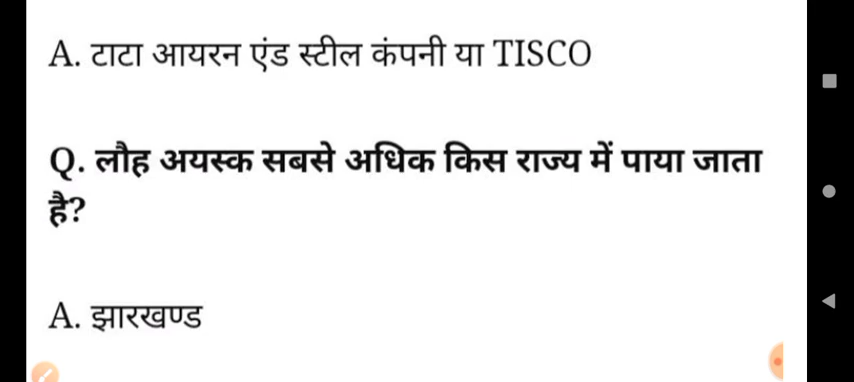 A. टाटा आयरन एंड स्टील कंपनी या TISCO
Q. लौह अयस्क सबसे अधिक किस राज्य में पाया जाता
है?
A. झारखण्ड